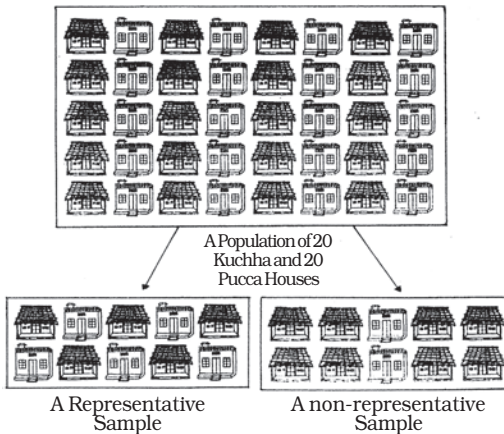 A Population of 20
Kuchha and 20
Pucca Houses
A Representative
Sample
A non-representative
Sample